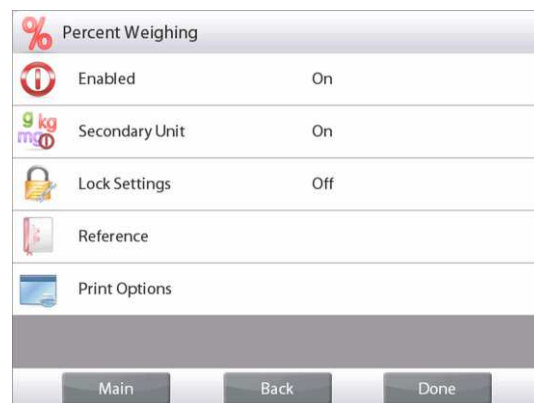 % Percent Weighing
Enabled On
g kg mg Secondary Unit On
Lock Settings Off
Reference
Print Options
Main Back Done